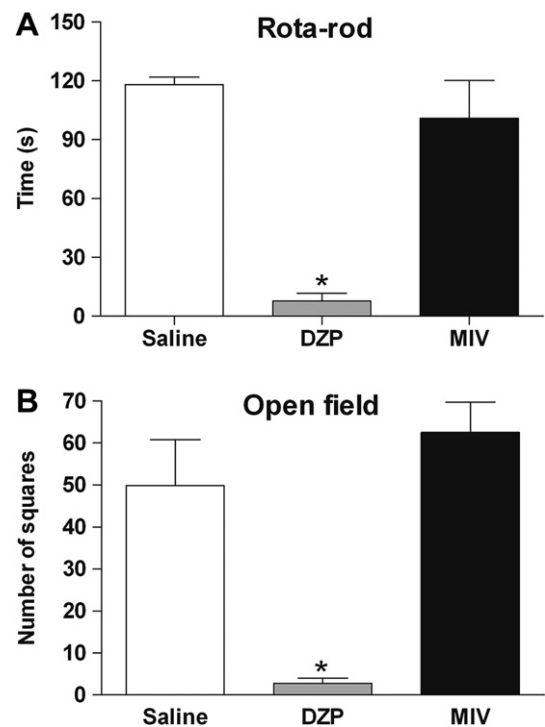 A
Rota-rod
Time (s)
150
120
90
60
30
0
*
Saline DZP MIV
B
Open field
Number of squares
70
60
50
40
30
20
10
0
*
Saline DZP MIV